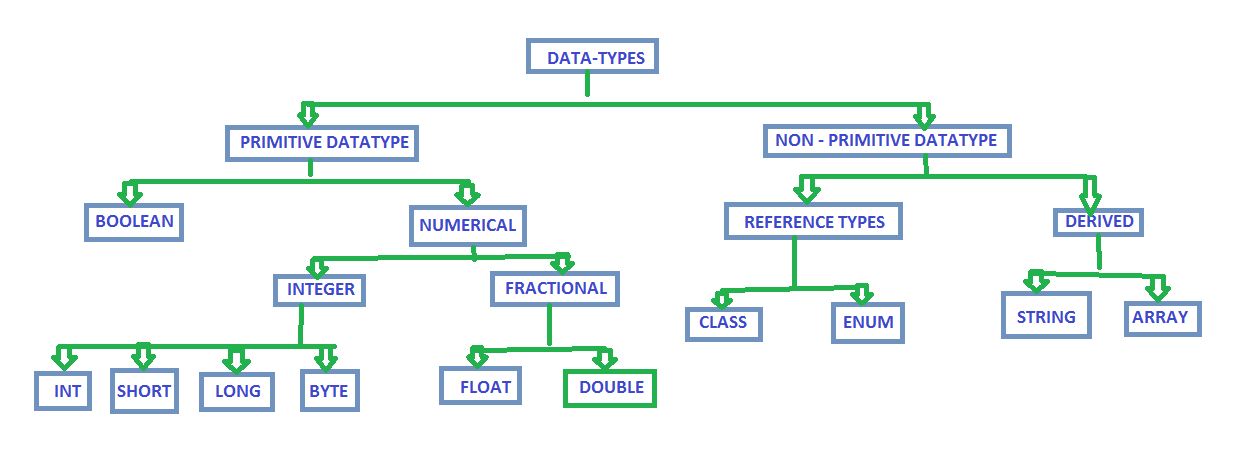 DATA-TYPES
PRIMITIVE DATATYPE
NON - PRIMITIVE DATATYPE
BOOLEAN
NUMERICAL
REFERENCE TYPES
DERIVED
INTEGER
FRACTIONAL
CLASS
ENUM
STRING
ARRAY
INT
SHORT
LONG
BYTE
FLOAT
DOUBLE